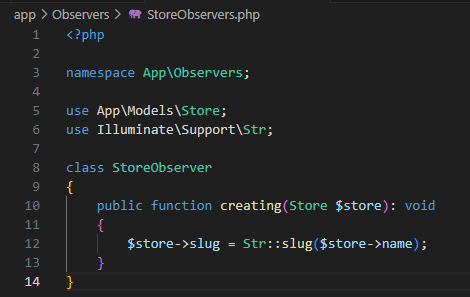 app > Observers > StoreObservers.php
1 <?php
2
3 namespace App\Observers;
4
5 use App\Models\Store;
6 use Illuminate\Support\Str;
7
8 class StoreObserver
9 {
10     public function creating(Store $store): void
11     {
12         $store->slug = Str::slug($store->name);
13     }
14 }